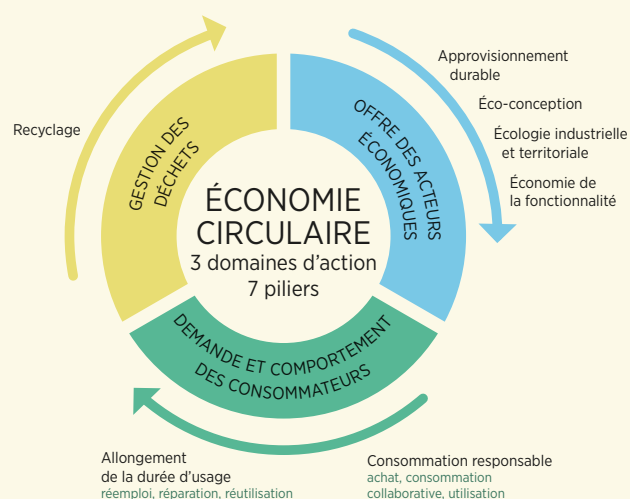 Approvisionnement
durable
Éco-conception
Écologie industrielle
et territoriale
Économie de
la fonctionnalité
Recyclage
GESTION DES
DÉCHETS
OFFRE DES ACTEURS
ÉCONOMIQUES
ÉCONOMIE
CIRCULAIRE
3 domaines d’action
7 piliers
DEMANDE ET COMPORTEMENT
DES CONSOMMATEURS
Allongement
de la durée d’usage
réemploi, réparation, réutilisation
Consommation responsable
achat, consommation
collaborative, utilisation